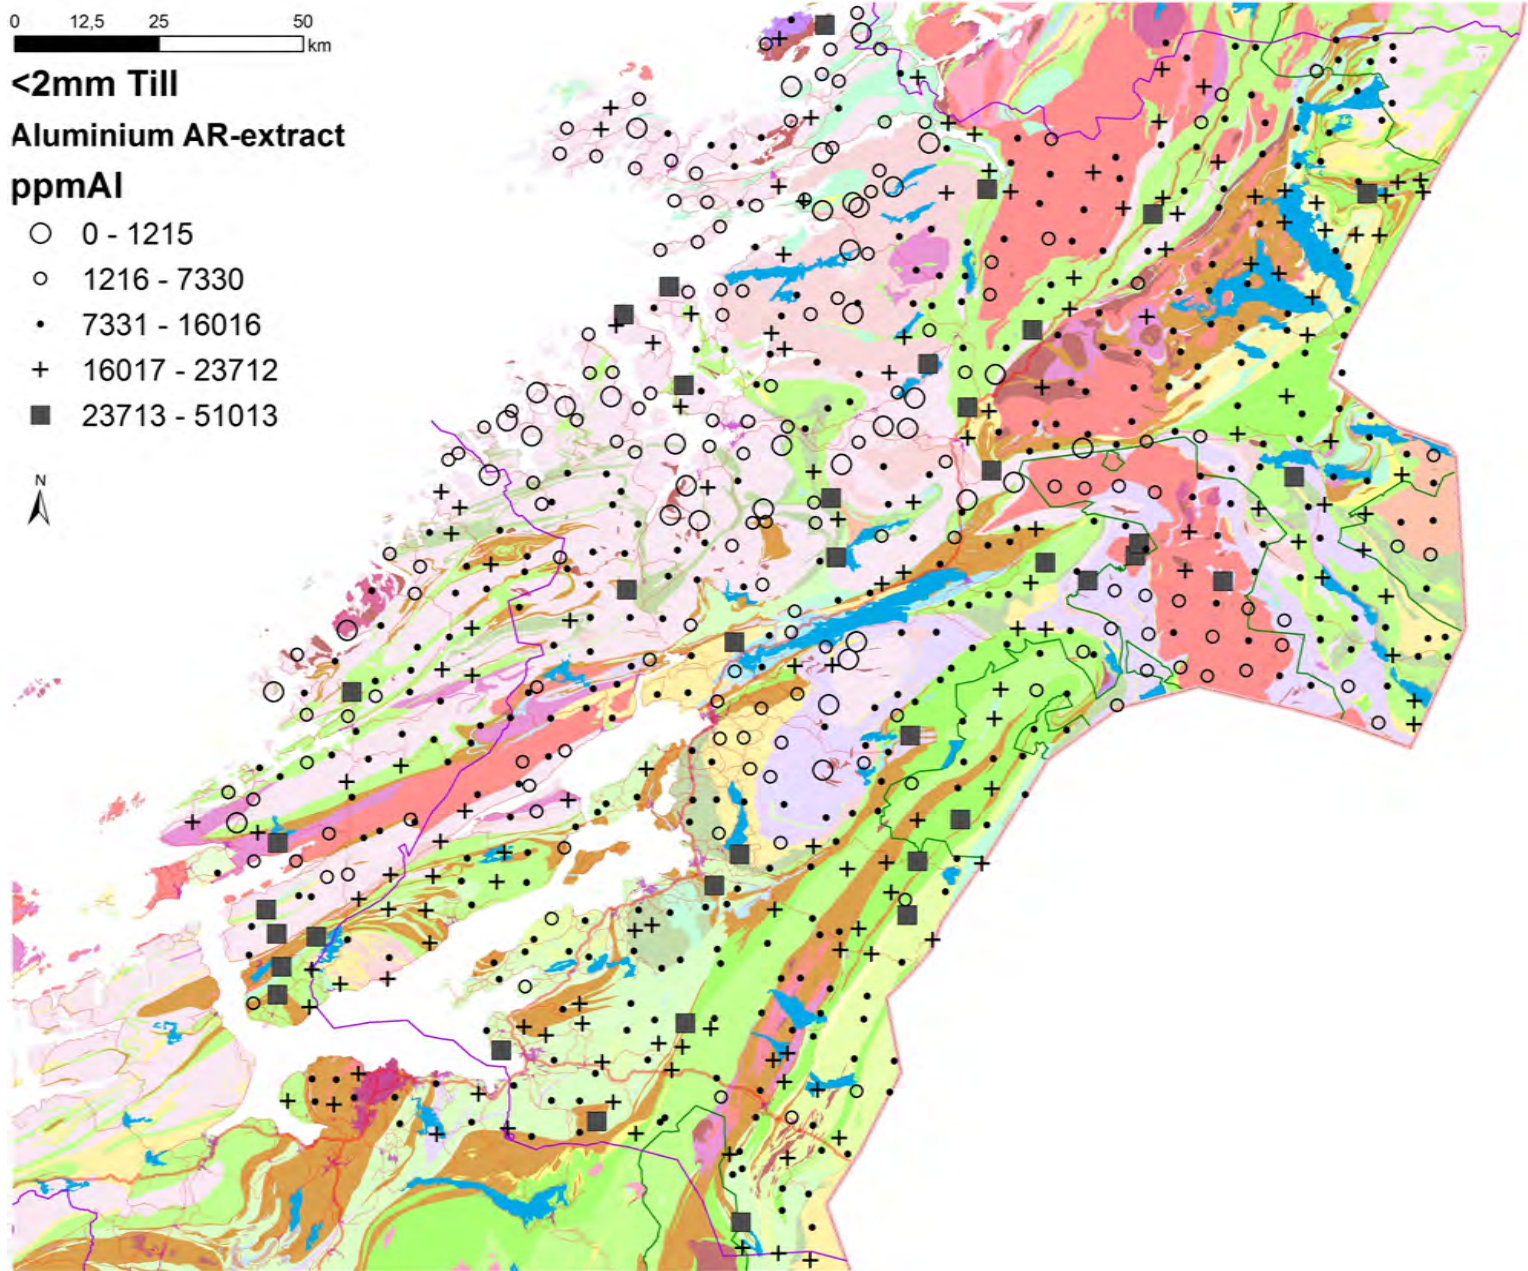 0 12,5 25 50
km
<2mm Till
Aluminium AR-extract
ppmAl
0 - 1215
1216 - 7330
7331 - 16016
16017 - 23712
23713 - 51013
N